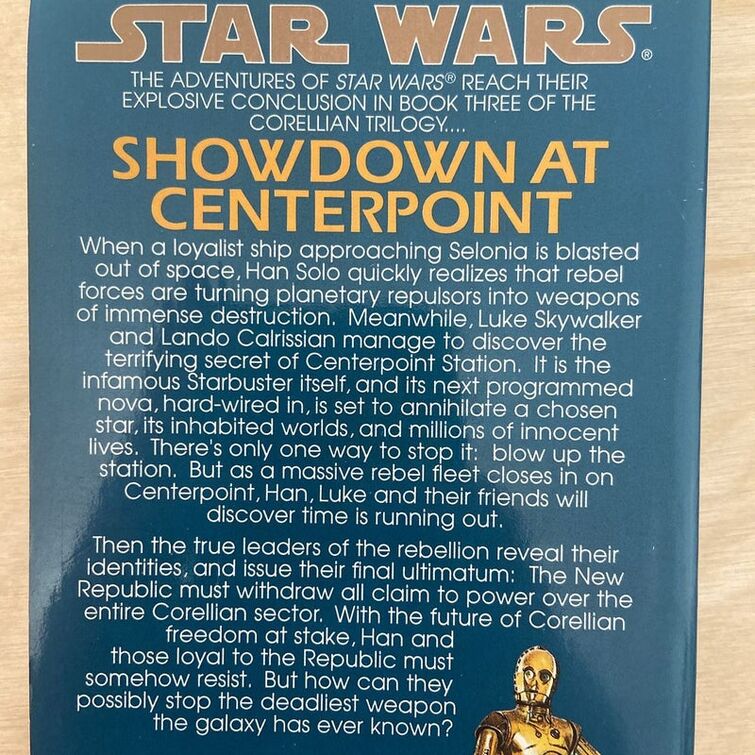 STAR WARS®
THE ADVENTURES OF STAR WARS® REACH THEIR
EXPLOSIVE CONCLUSION IN BOOK THREE OF THE
CORELLIAN TRILOGY....
SHOWDOWN AT
CENTERPOINT
When a loyalist ship approaching Selonia is blasted
out of space, Han Solo quickly realizes that rebel
forces are turning planetary repulsors into weapons
of immense destruction. Meanwhile, Luke Skywalker
and Lando Calrissian manage to discover the
terrifying secret of Centerpoint Station. It is the
infamous Starbuster itself, and its next programmed
nova, hard-wired in, is set to annihilate a chosen
star, its inhabited worlds, and millions of innocent
lives. There's only one way to stop it: blow up the
station. But as a massive rebel fleet closes in on
Centerpoint, Han, Luke and their friends will
discover time is running out.
Then the true leaders of the rebellion reveal their
identities, and issue their final ultimatum: The New
Republic must withdraw all claim to power over the
entire Corellian sector. With the future of Corellian
freedom at stake, Han and
those loyal to the Republic must
somehow resist. But how can they
possibly stop the deadliest weapon
the galaxy has ever known?